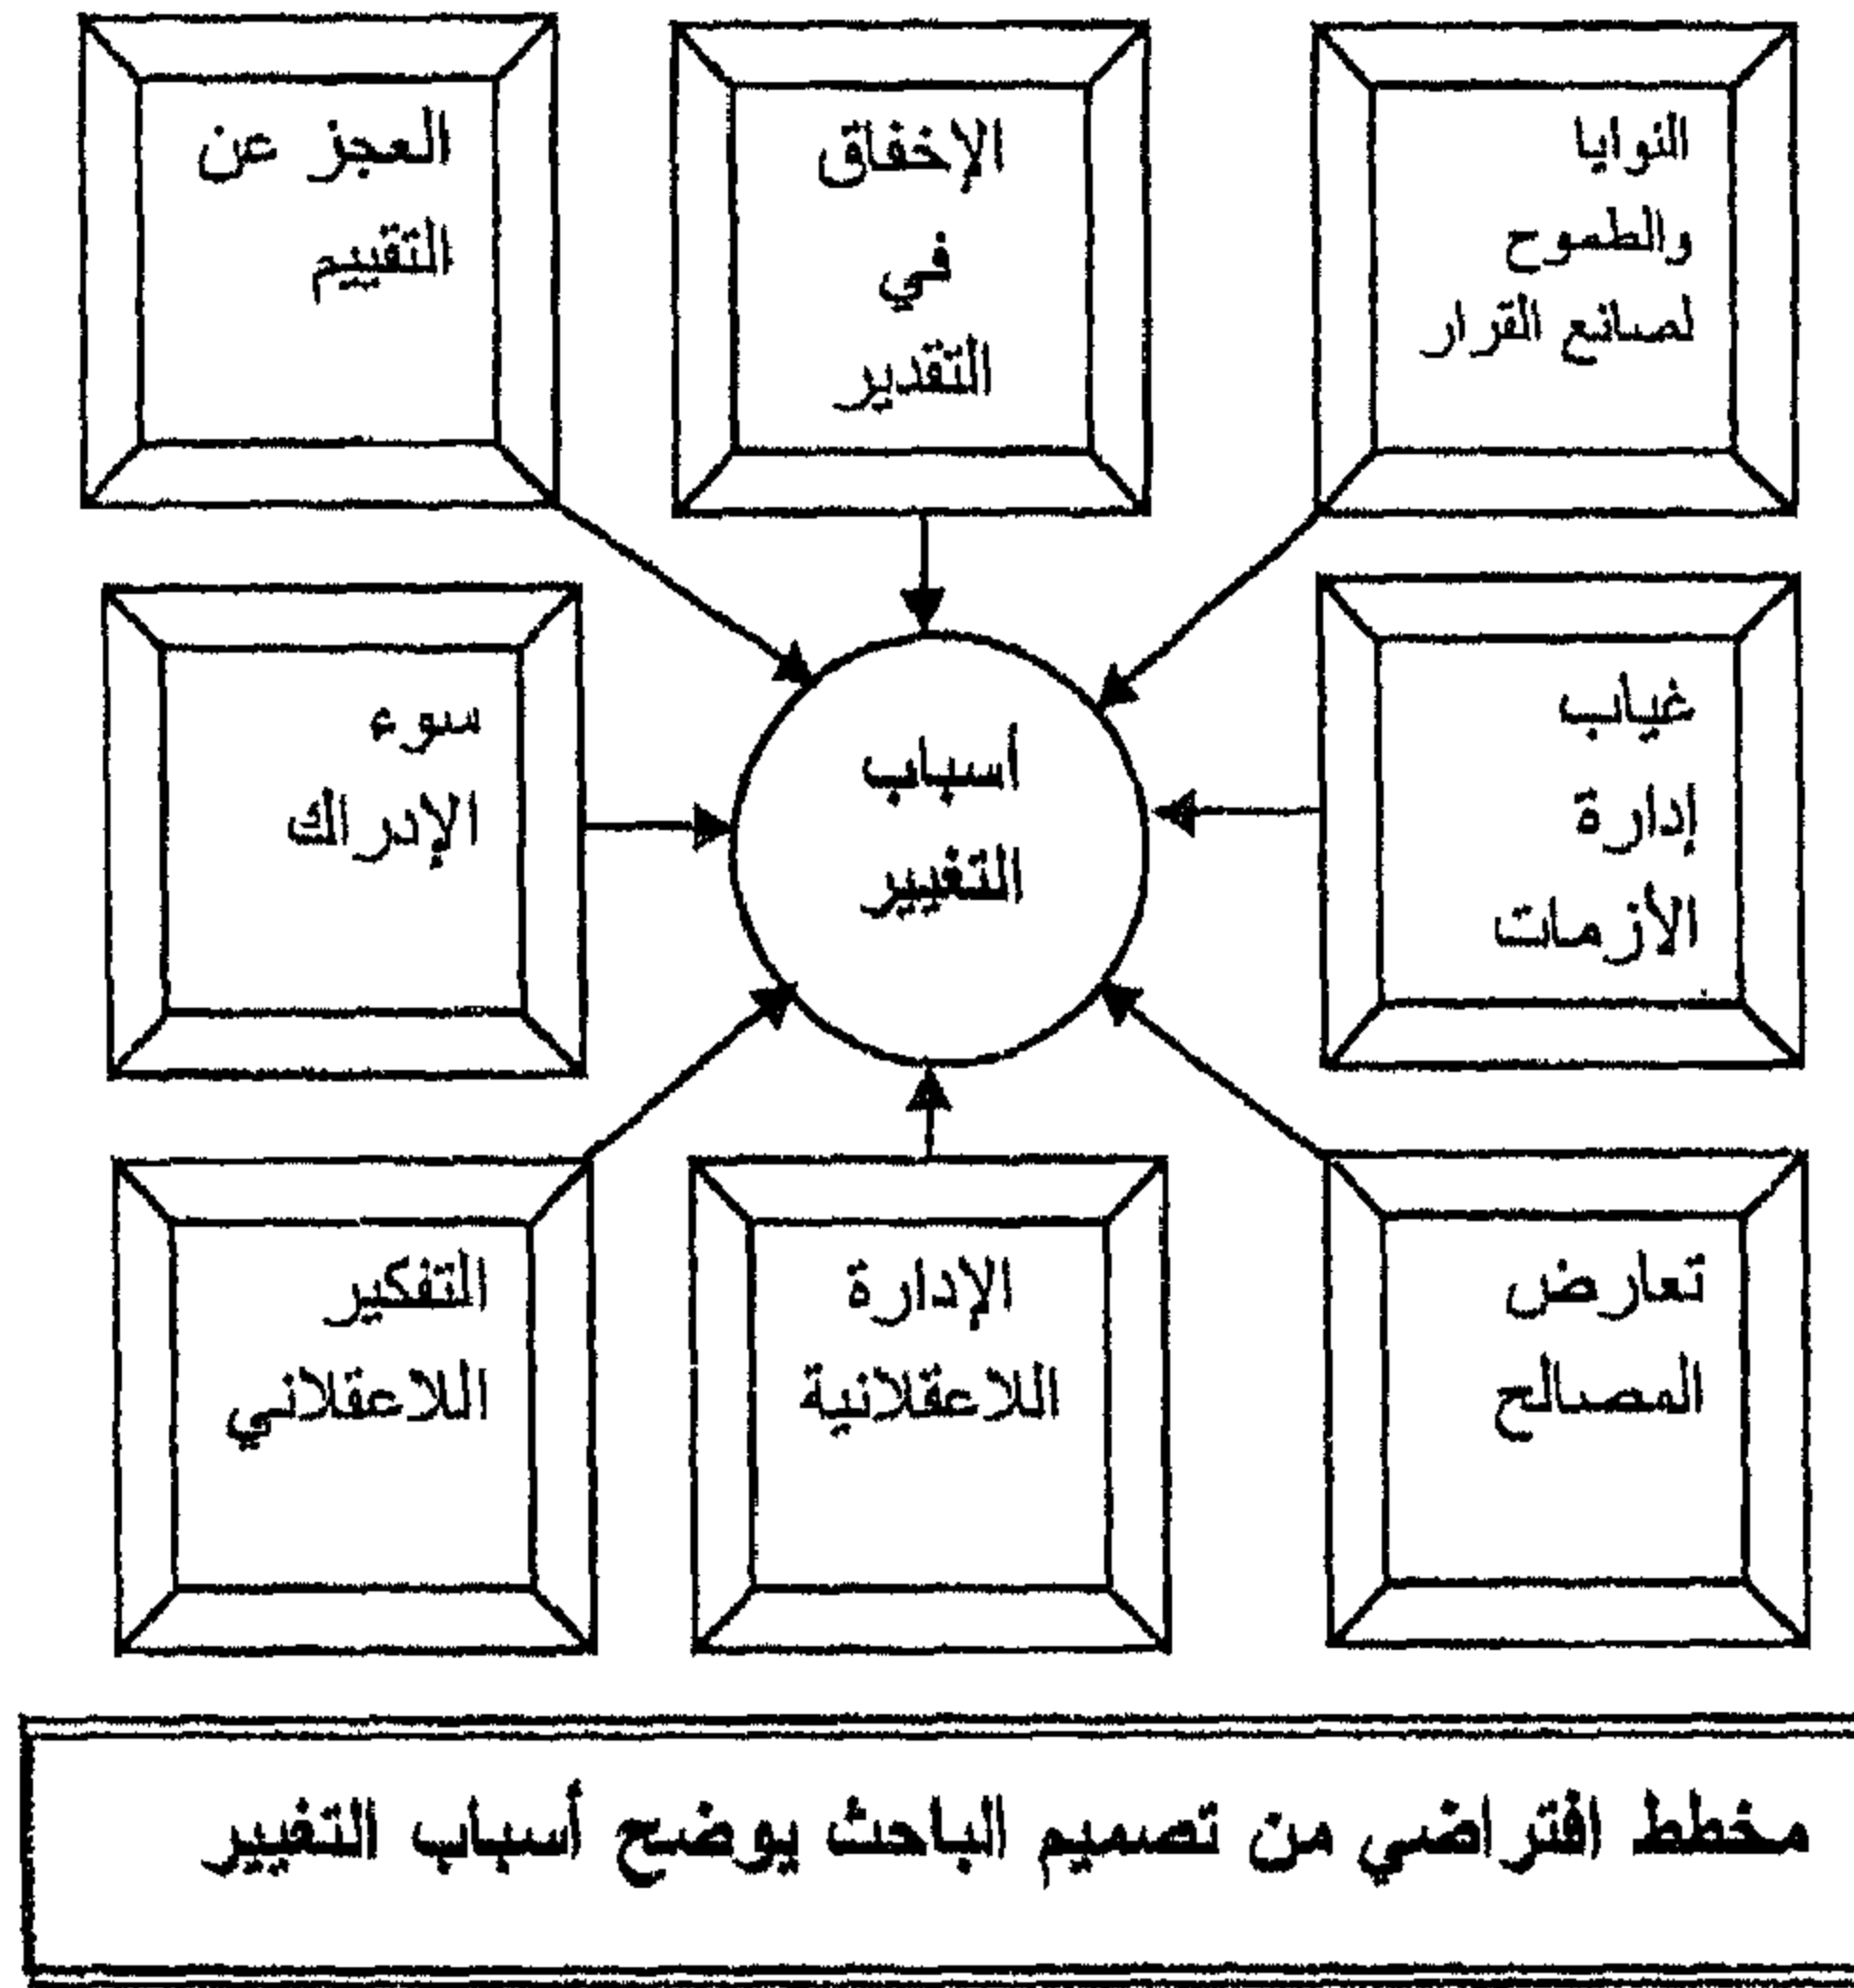 النوايا
والطموح
لصانع القرار
الإخفاق
في
التقدير
العجز عن
التقييم
غياب
إدارة
الأزمات
أسباب
التغيير
سوء
الإدراك
تعارض
المصالح
الإدارة
اللاعقلانية
التفكير
اللاعقلاني
مخطط افتراضي من تصميم الباحث يوضح أسباب التغيير